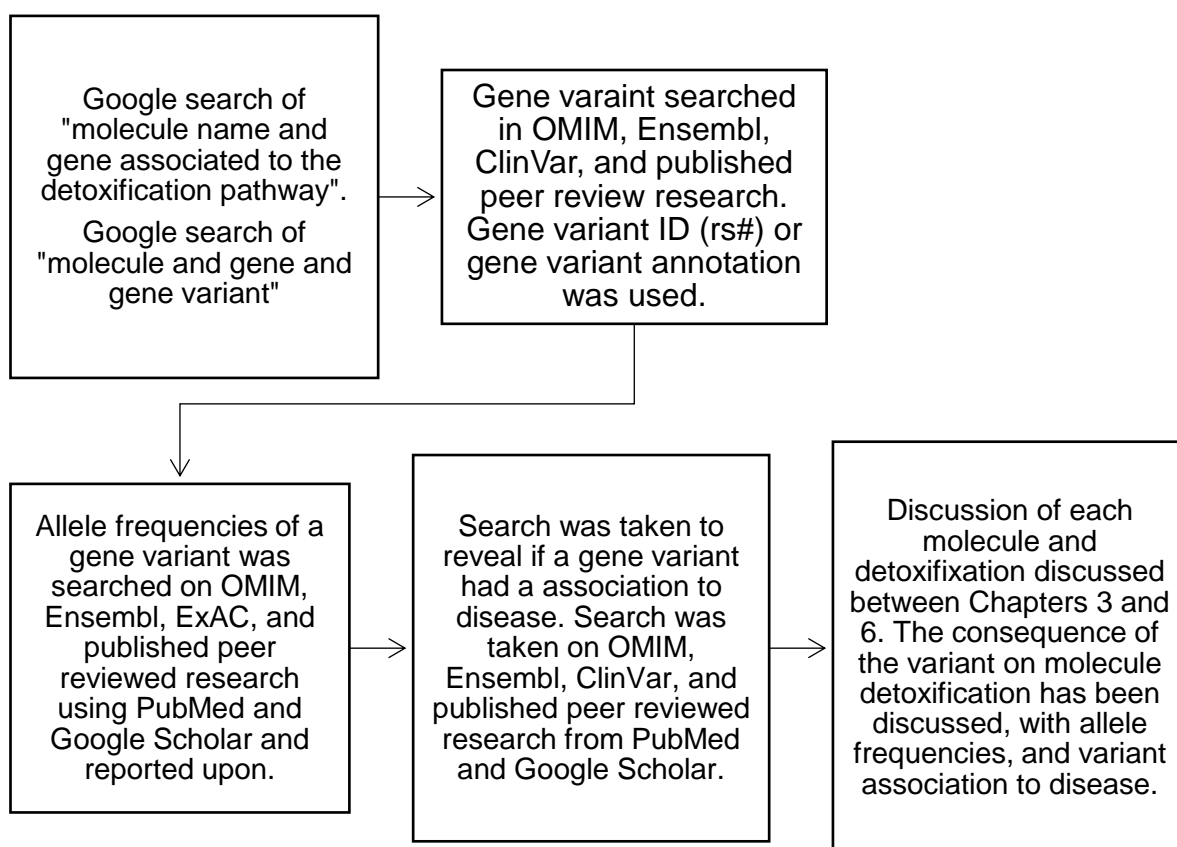 Google search of
"molecule name and
gene associated to the
detoxification pathway".
Google search of
"molecule and gene and
gene variant"
Gene varaint searched
in OMIM, Ensembl,
ClinVar, and published
peer review research.
Gene variant ID (rs#) or
gene variant annotation
was used.
Allele frequencies of a
gene variant was
searched on OMIM,
Ensembl, ExAC, and
published peer
reviewed research
using PubMed and
Google Scholar and
reported upon.
Search was taken to
reveal if a gene variant
had a association to
disease. Search was
taken on OMIM,
Ensembl, ClinVar, and
published peer reviewed
research from PubMed
and Google Scholar.
Discussion of each
molecule and
detoxifixation discussed
between Chapters 3 and
6. The consequence of
the variant on molecule
detoxification has been
discussed, with allele
frequencies, and variant
association to disease.